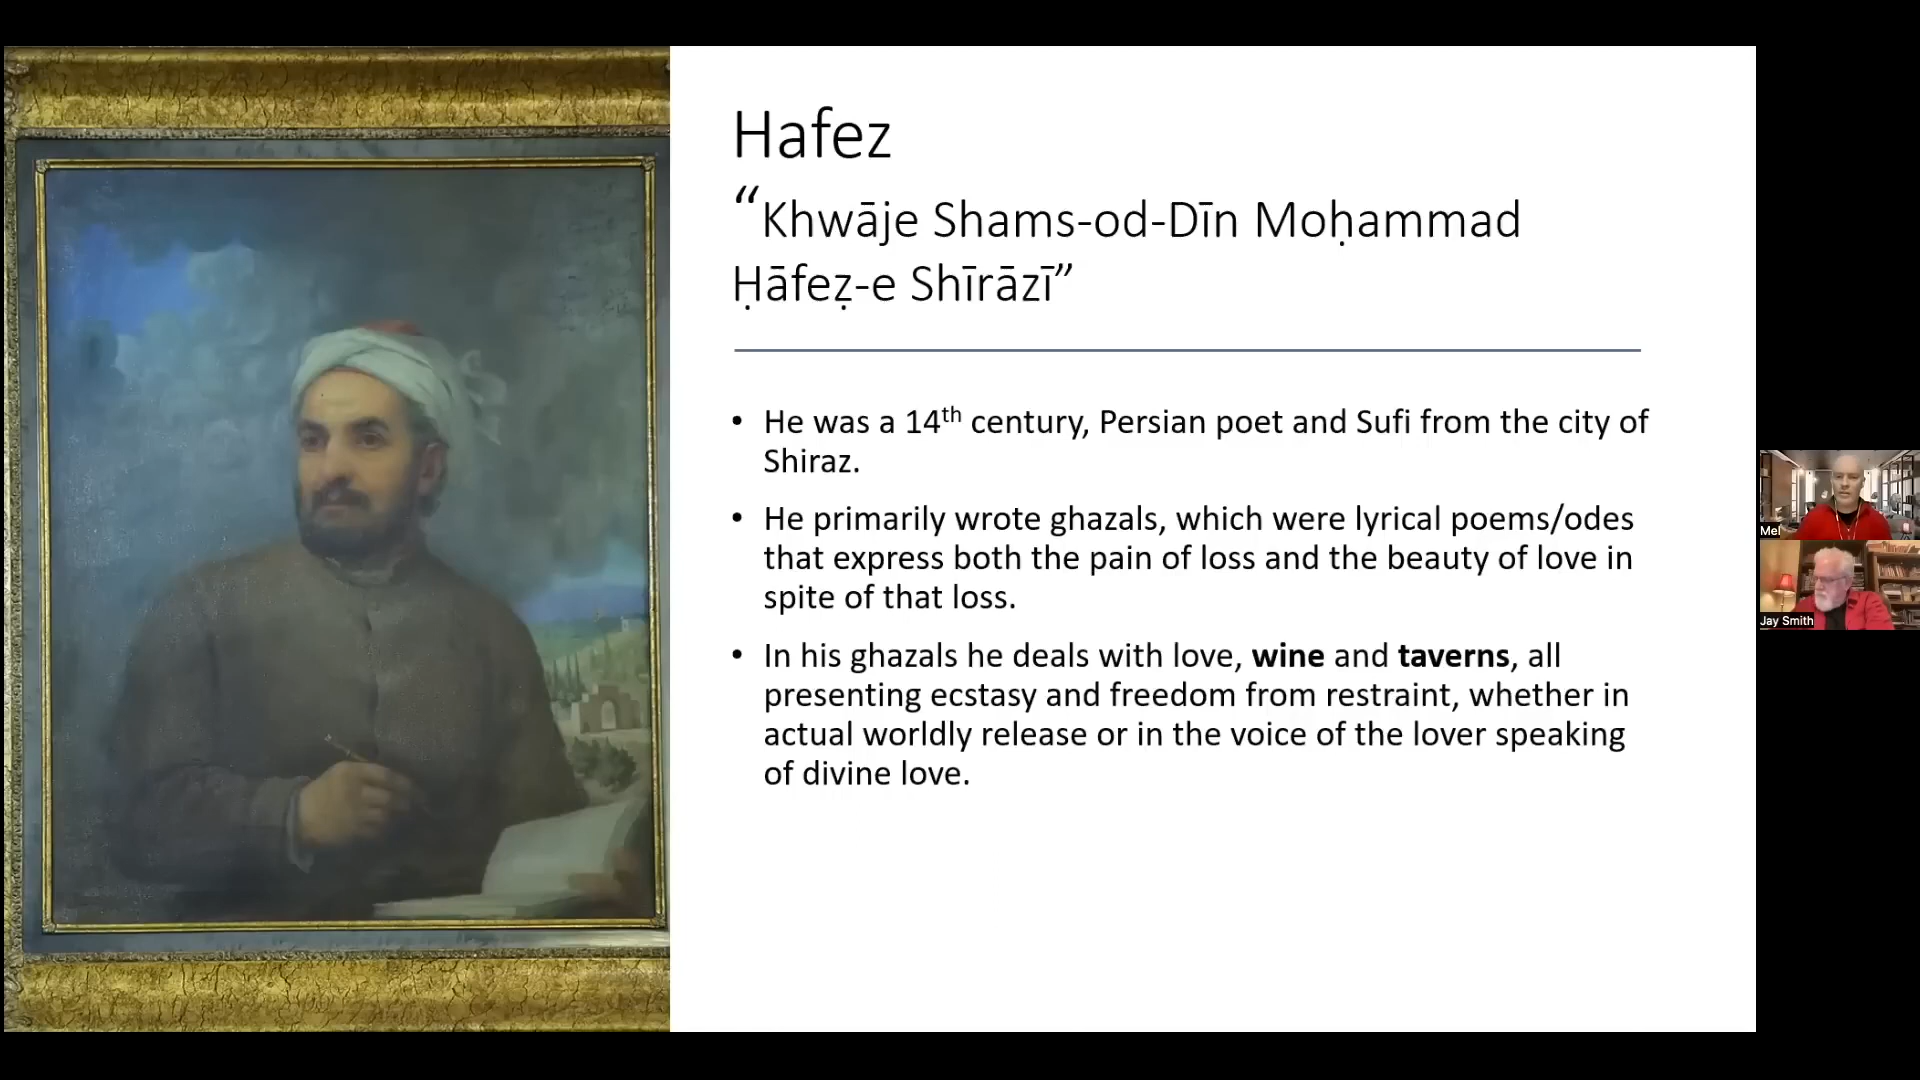 Hafez
“Khwāje Shams-od-Dīn Moḥammad
Ḥāfeẓ-e Shīrāzī”
• He was a 14th century, Persian poet and Sufi from the city of
Shiraz.
• He primarily wrote ghazals, which were lyrical poems/odes
that express both the pain of loss and the beauty of love in
spite of that loss.
• In his ghazals he deals with love, wine and taverns, all
presenting ecstasy and freedom from restraint, whether in
actual worldly release or in the voice of the lover speaking
of divine love.
Mel
Jay Smith